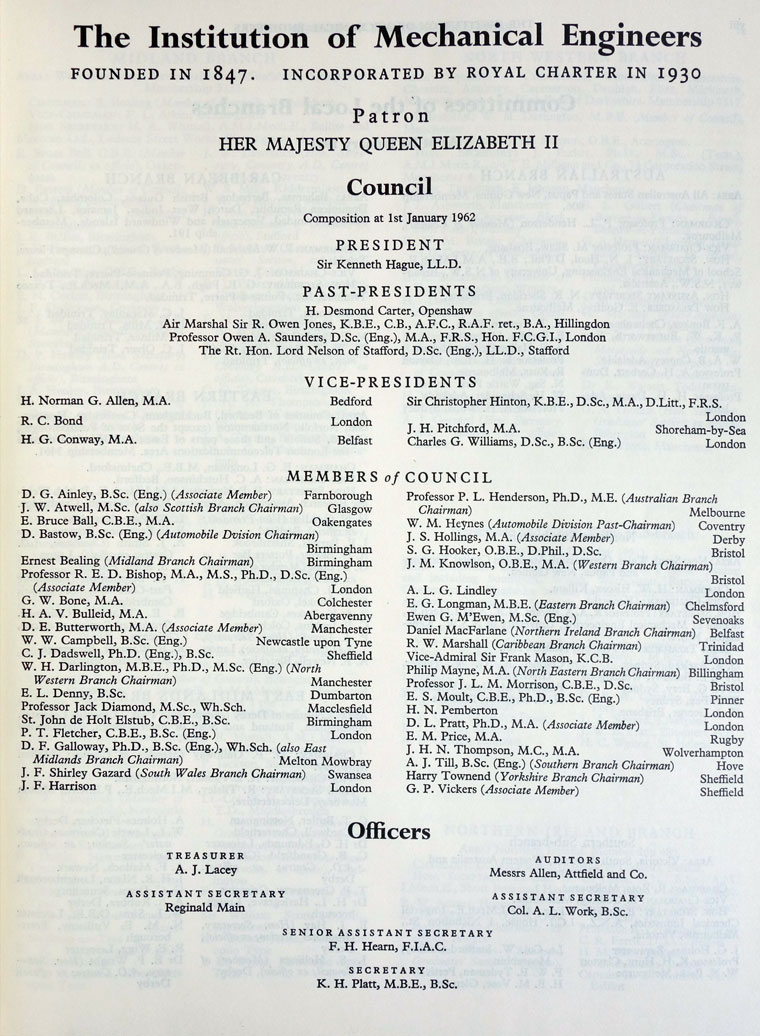 The Institution of Mechanical Engineers
FOUNDED IN 1847. INCORPORATED BY ROYAL CHARTER IN 1930
Patron
HER MAJESTY QUEEN ELIZABETH II
Council
Composition at 1st January 1962
PRESIDENT
Sir Kenneth Hague, LL.D.
PAST-PRESIDENTS
H. Desmond Carter, Openshaw
Air Marshal Sir R. Owen Jones, K.B.E., C.B., A.F.C., R.A.F. ret., B.A., Hillingdon
Professor Owen A. Saunders, D.Sc. (Eng.), M.A., F.R.S., Hon. F.C.G.I., London
The Rt. Hon. Lord Nelson of Stafford, D.Sc. (Eng.), LL.D., Stafford
VICE-PRESIDENTS
H. Norman G. Allen, M.A. Bedford
R. C. Bond London
H. G. Conway, M.A. Belfast
Sir Christopher Hinton, K.B.E., D.Sc., M.A., D.Litt., F.R.S.
London
J. H. Pitchford, M.A. Shoreham-by-Sea
Charles G. Williams, D.Sc., B.Sc. (Eng.) London
MEMBERS of COUNCIL
D. G. Ainley, B.Sc. (Eng.) (Associate Member) Farnborough
J. W. Atwell, M.Sc. (also Scottish Branch Chairman) Glasgow
E. Bruce Ball, C.B.E., M.A. Oakengates
D. Bastow, B.Sc. (Eng.) (Automobile Dvision Chairman)
Birmingham
Ernest Bealing (Midland Branch Chairman) Birmingham
Professor R. E. D. Bishop, M.A., M.S., Ph.D., D.Sc. (Eng.)
(Associate Member) London
G. W. Bone, M.A. Colchester
H. A. V. Bulleid, M.A. Abergavenny
D. E. Butterworth, M.A. (Associate Member) Manchester
W. W. Campbell, B.Sc. (Eng.) Newcastle upon Tyne
C. J. Dadswell, Ph.D. (Eng.), B.Sc. Sheffield
W. H. Darlington, M.B.E., Ph.D., M.Sc. (Eng.) (North
Western Branch Chairman) Manchester
E. L. Denny, B.Sc. Dumbarton
Professor Jack Diamond, M.Sc., Wh.Sch. Macclesfield
St. John de Holt Elstub, C.B.E., B.Sc. Birmingham
P. T. Fletcher, C.B.E., B.Sc. (Eng.) London
D. F. Galloway, Ph.D., B.Sc. (Eng.), Wh.Sch. (also East
Midlands Branch Chairman) Melton Mowbray
J. F. Shirley Gazard (South Wales Branch Chairman) Swansea
J. F. Harrison London
Professor P. L. Henderson, Ph.D., M.E. (Australian Branch
Chairman) Melbourne
W. M. Heynes (Automobile Division Past-Chairman) Coventry
J. S. Hollings, M.A. (Associate Member) Derby
S. G. Hooker, O.B.E., D.Phil., D.Sc. Bristol
J. M. Knowlson, O.B.E., M.A. (Western Branch Chairman)
Bristol
A. L. G. Lindley London
E. G. Longman, M.B.E. (Eastern Branch Chairman) Chelmsford
Ewen G. M'Ewen, M.Sc. (Eng.) Sevenoaks
Daniel MacFarlane (Northern Ireland Branch Chairman) Belfast
R. W. Marshall (Caribbean Branch Chairman) Trinidad
Vice-Admiral Sir Frank Mason, K.C.B. London
Philip Mayne, M.A. (North Eastern Branch Chairman) Billingham
Professor J. L. M. Morrison, C.B.E., D.Sc. Bristol
E. S. Moult, C.B.E., Ph.D., B.Sc. (Eng.) Pinner
H. N. Pemberton London
D. L. Pratt, Ph.D., M.A. (Associate Member) London
E. M. Price, M.A. Rugby
J. H. N. Thompson, M.C., M.A. Wolverhampton
A. J. Till, B.Sc. (Eng.) (Southern Branch Chairman) Hove
Harry Townend (Yorkshire Branch Chairman) Sheffield
G. P. Vickers (Associate Member) Sheffield
Officers
TREASURER
A. J. Lacey
AUDITORS
Messrs Allen, Attfield and Co.
ASSISTANT SECRETARY
Reginald Main
ASSISTANT SECRETARY
Col. A. L. Work, B.Sc.
SENIOR ASSISTANT SECRETARY
F. H. Hearn, F.I.A.C.
SECRETARY
K. H. Platt, M.B.E., B.Sc.